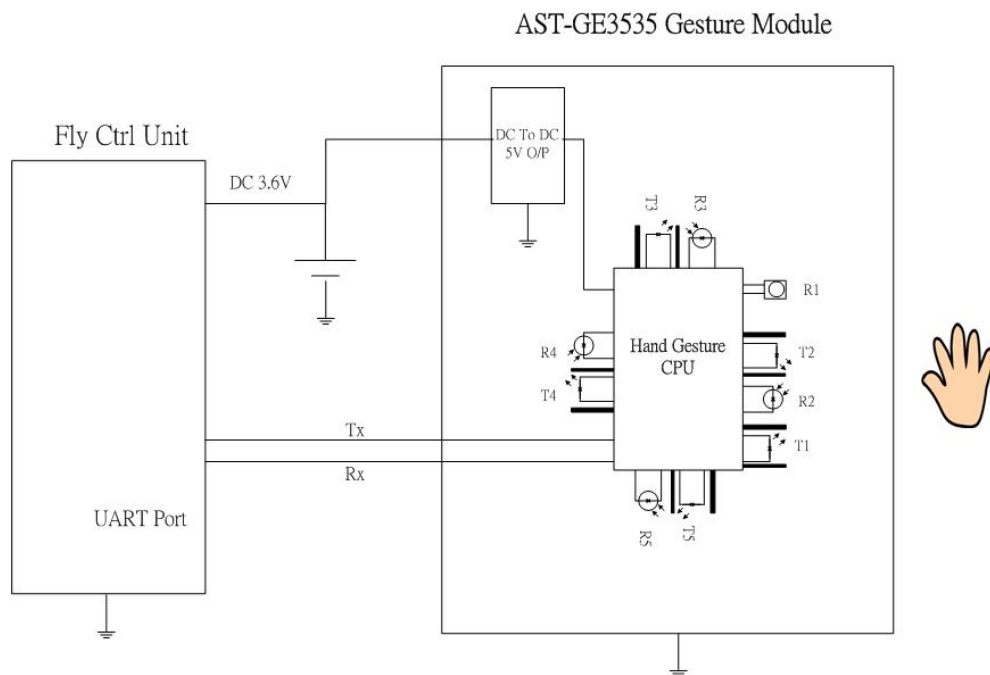 AST-GE3535 Gesture Module
Fly Ctrl Unit
DC To DC
5V O/P
DC 3.6V
T3
R3
R1
Hand Gesture
CPU
R4
T4
T2
R2
T1
Tx
Rx
UART Port
R5
T5